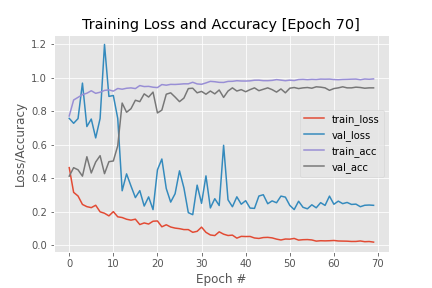 Training Loss and Accuracy [Epoch 70]
1.2
1.0
0.8
0.6
0.4
0.2
0.0
Loss/Accuracy
train_loss
val_loss
train_acc
val_acc
0 10 20 30 40 50 60 70
Epoch #